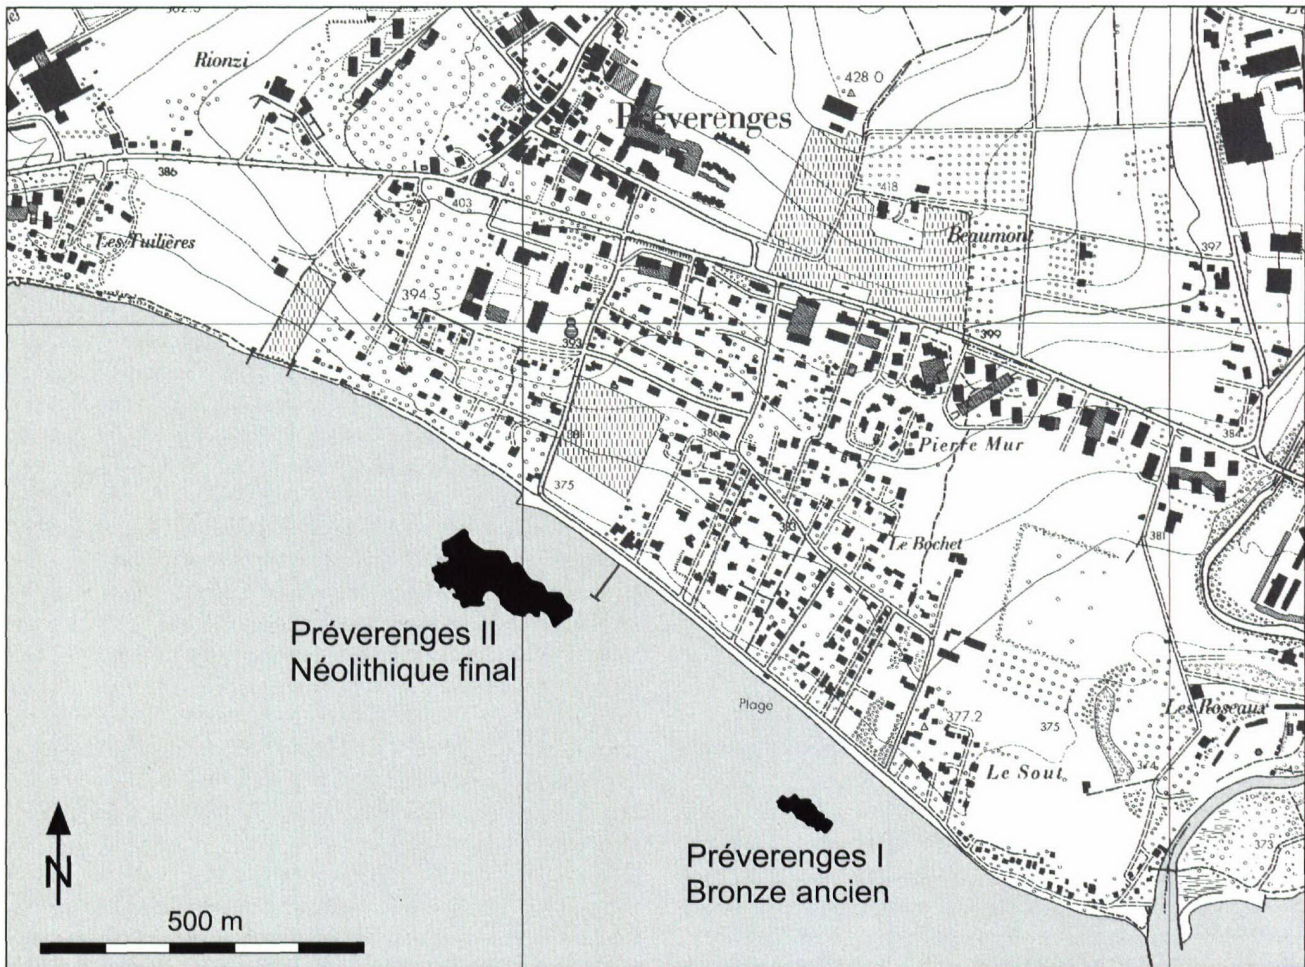 Rionzi
428.0
Préverenges
386
403
418
Beaumont
397
Les Tuilières
394.5
393
399
384
Pierre Mur
375
381
383
Le Bochet
Préverenges II
Néolithique final
Plage
377.2
375
Les Roseaux
Le Sout
374
373
Préverenges I
Bronze ancien
N
500 m